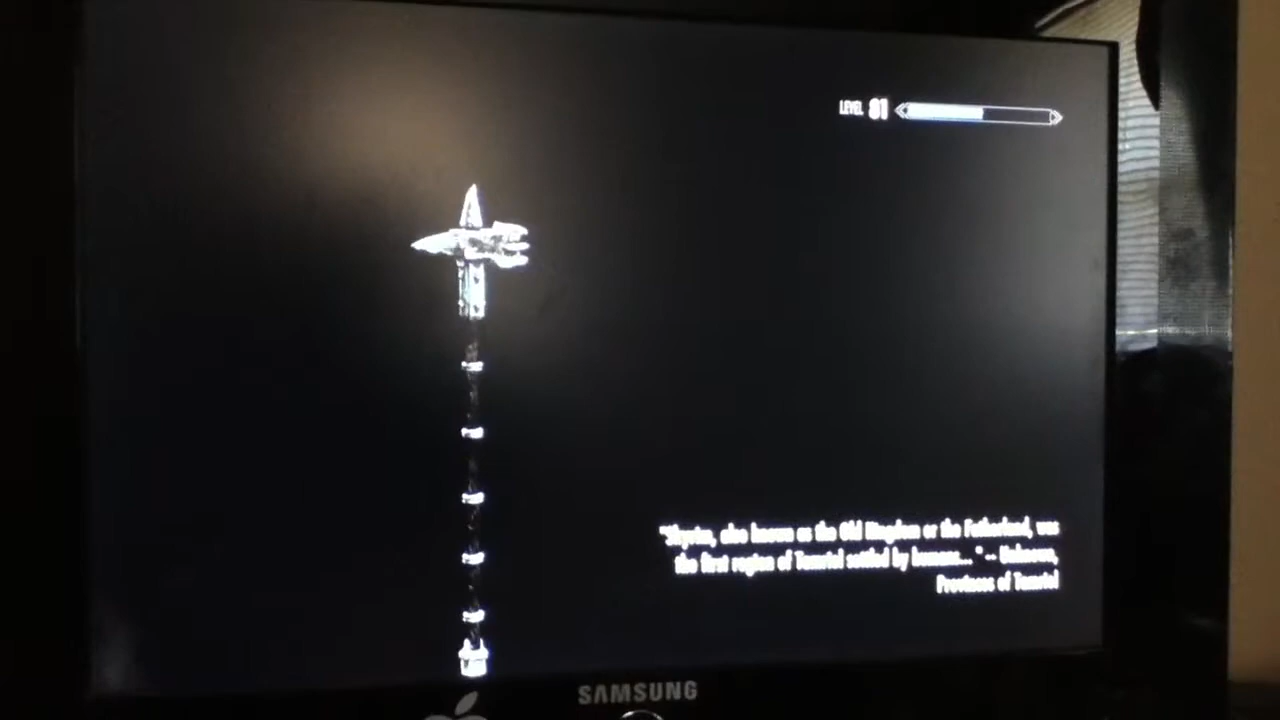 LEVEL 81
"Skyrim, also known as the Old Kingdom or the Fatherland, was
the first region of Tamriel settled by humans... " -- Unknown,
Provinces of Tamriel
SAMSUNG